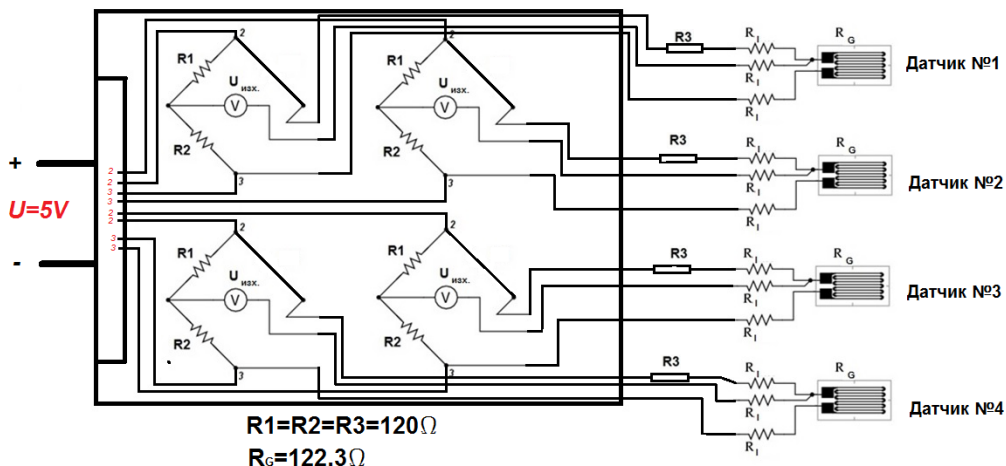 R3
R I
R G
R I
R I
Датчик №1
2
R1
U изх.
V
R2
3
2
R1
U изх.
V
R2
3
R3
R I
R G
R I
R I
Датчик №2
+
U=5V
-
2
2
3
3
2
2
3
3
2
R1
U изх.
V
R2
3
2
R1
U изх.
V
R2
3
R3
R I
R G
R I
R I
Датчик №3
R3
R I
R G
R I
R I
Датчик №4
R1=R2=R3=120Ω
RG=122.3Ω